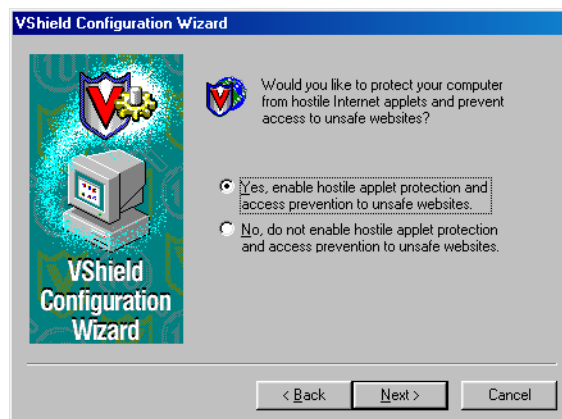 VShield Configuration Wizard
V
V
Would you like to protect your computer
from hostile Internet applets and prevent
access to unsafe websites?
Yes, enable hostile applet protection and
access prevention to unsafe websites.
No, do not enable hostile applet protection
and access prevention to unsafe websites.
VShield
Configuration
Wizard
< Back
Next >
Cancel